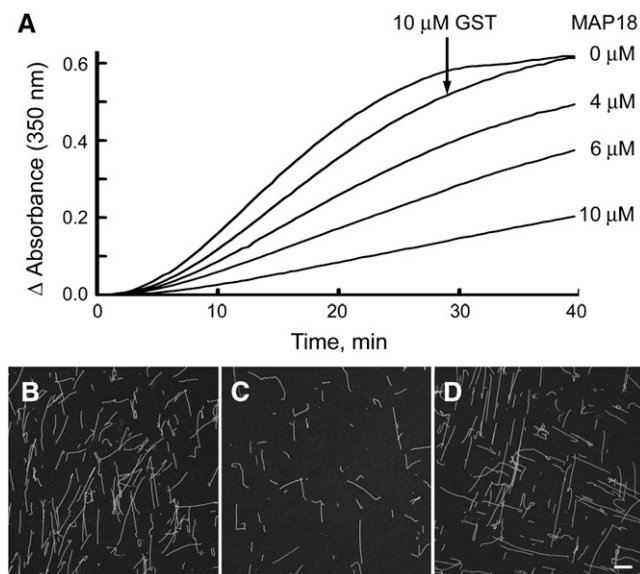 A
10 μM GST
MAP18
0 μM
4 μM
6 μM
10 μM
Δ Absorbance (350 nm)
0.6
0.4
0.2
0.0
0
10
20
30
40
Time, min
B
C
D